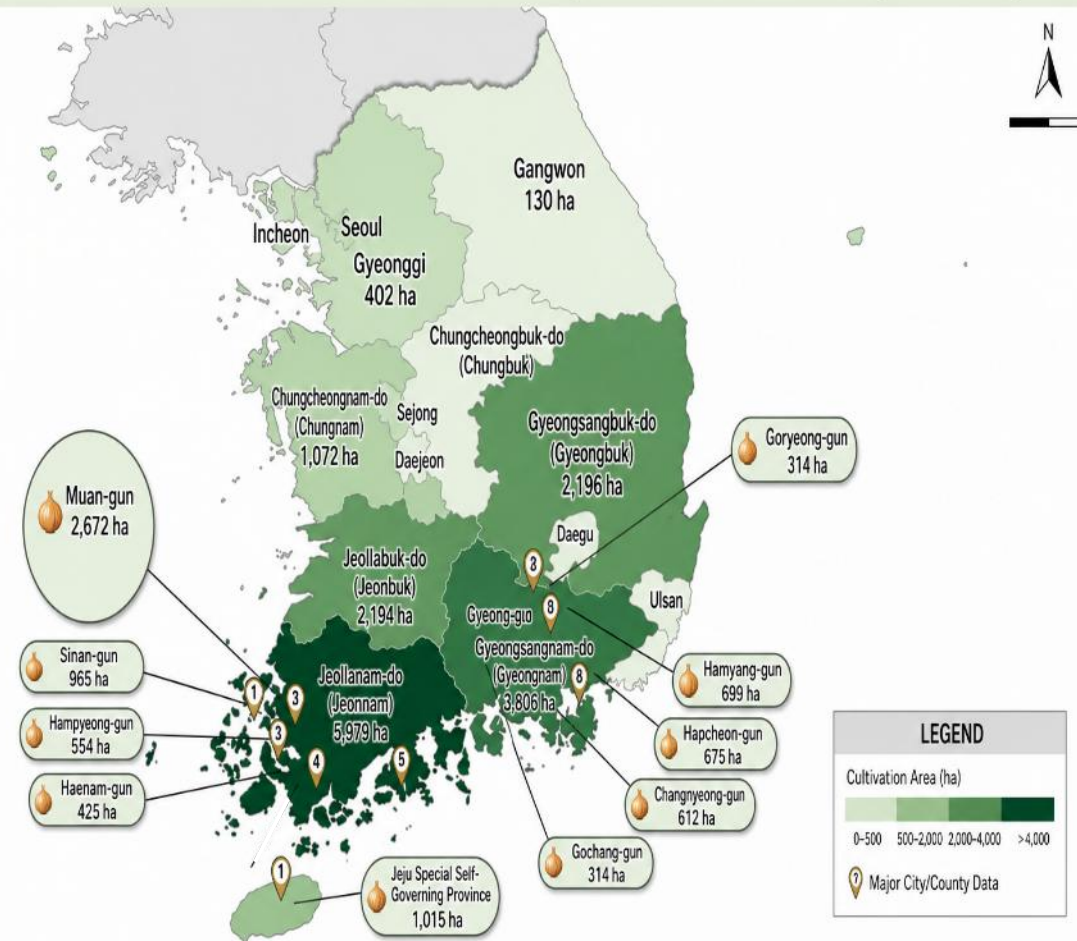 N
Gangwon
130 ha
Incheon
Seoul
Gyeonggi
402 ha
Chungcheongbuk-do
(Chungbuk)
Chungcheongnam-do
(Chungnam)
1,072 ha
Sejong
Daejeon
Gyeongsangbuk-do
(Gyeongbuk)
2,196 ha
Goryeong-gun
314 ha
Muan-gun
2,672 ha
Daegu
Jeollabuk-do
(Jeonbuk)
2,194 ha
3
8
Ulsan
Gyeong-gıɑ
Gyeongsangnam-do
(Gyeongnam)
3,806 ha
8
Sinan-gun
965 ha
Hampyeong-gun
554 ha
Haenam-gun
425 ha
1
3
3
4
5
Jeollanam-do
(Jeonnam)
5,979 ha
Hamyang-gun
699 ha
Hapcheon-gun
675 ha
Changnyeong-gun
612 ha
Gochang-gun
314 ha
1
Jeju Special Self-
Governing Province
1,015 ha
LEGEND
Cultivation Area (ha)
0–500 500–2,000 2,000–4,000 >4,000
? Major City/County Data